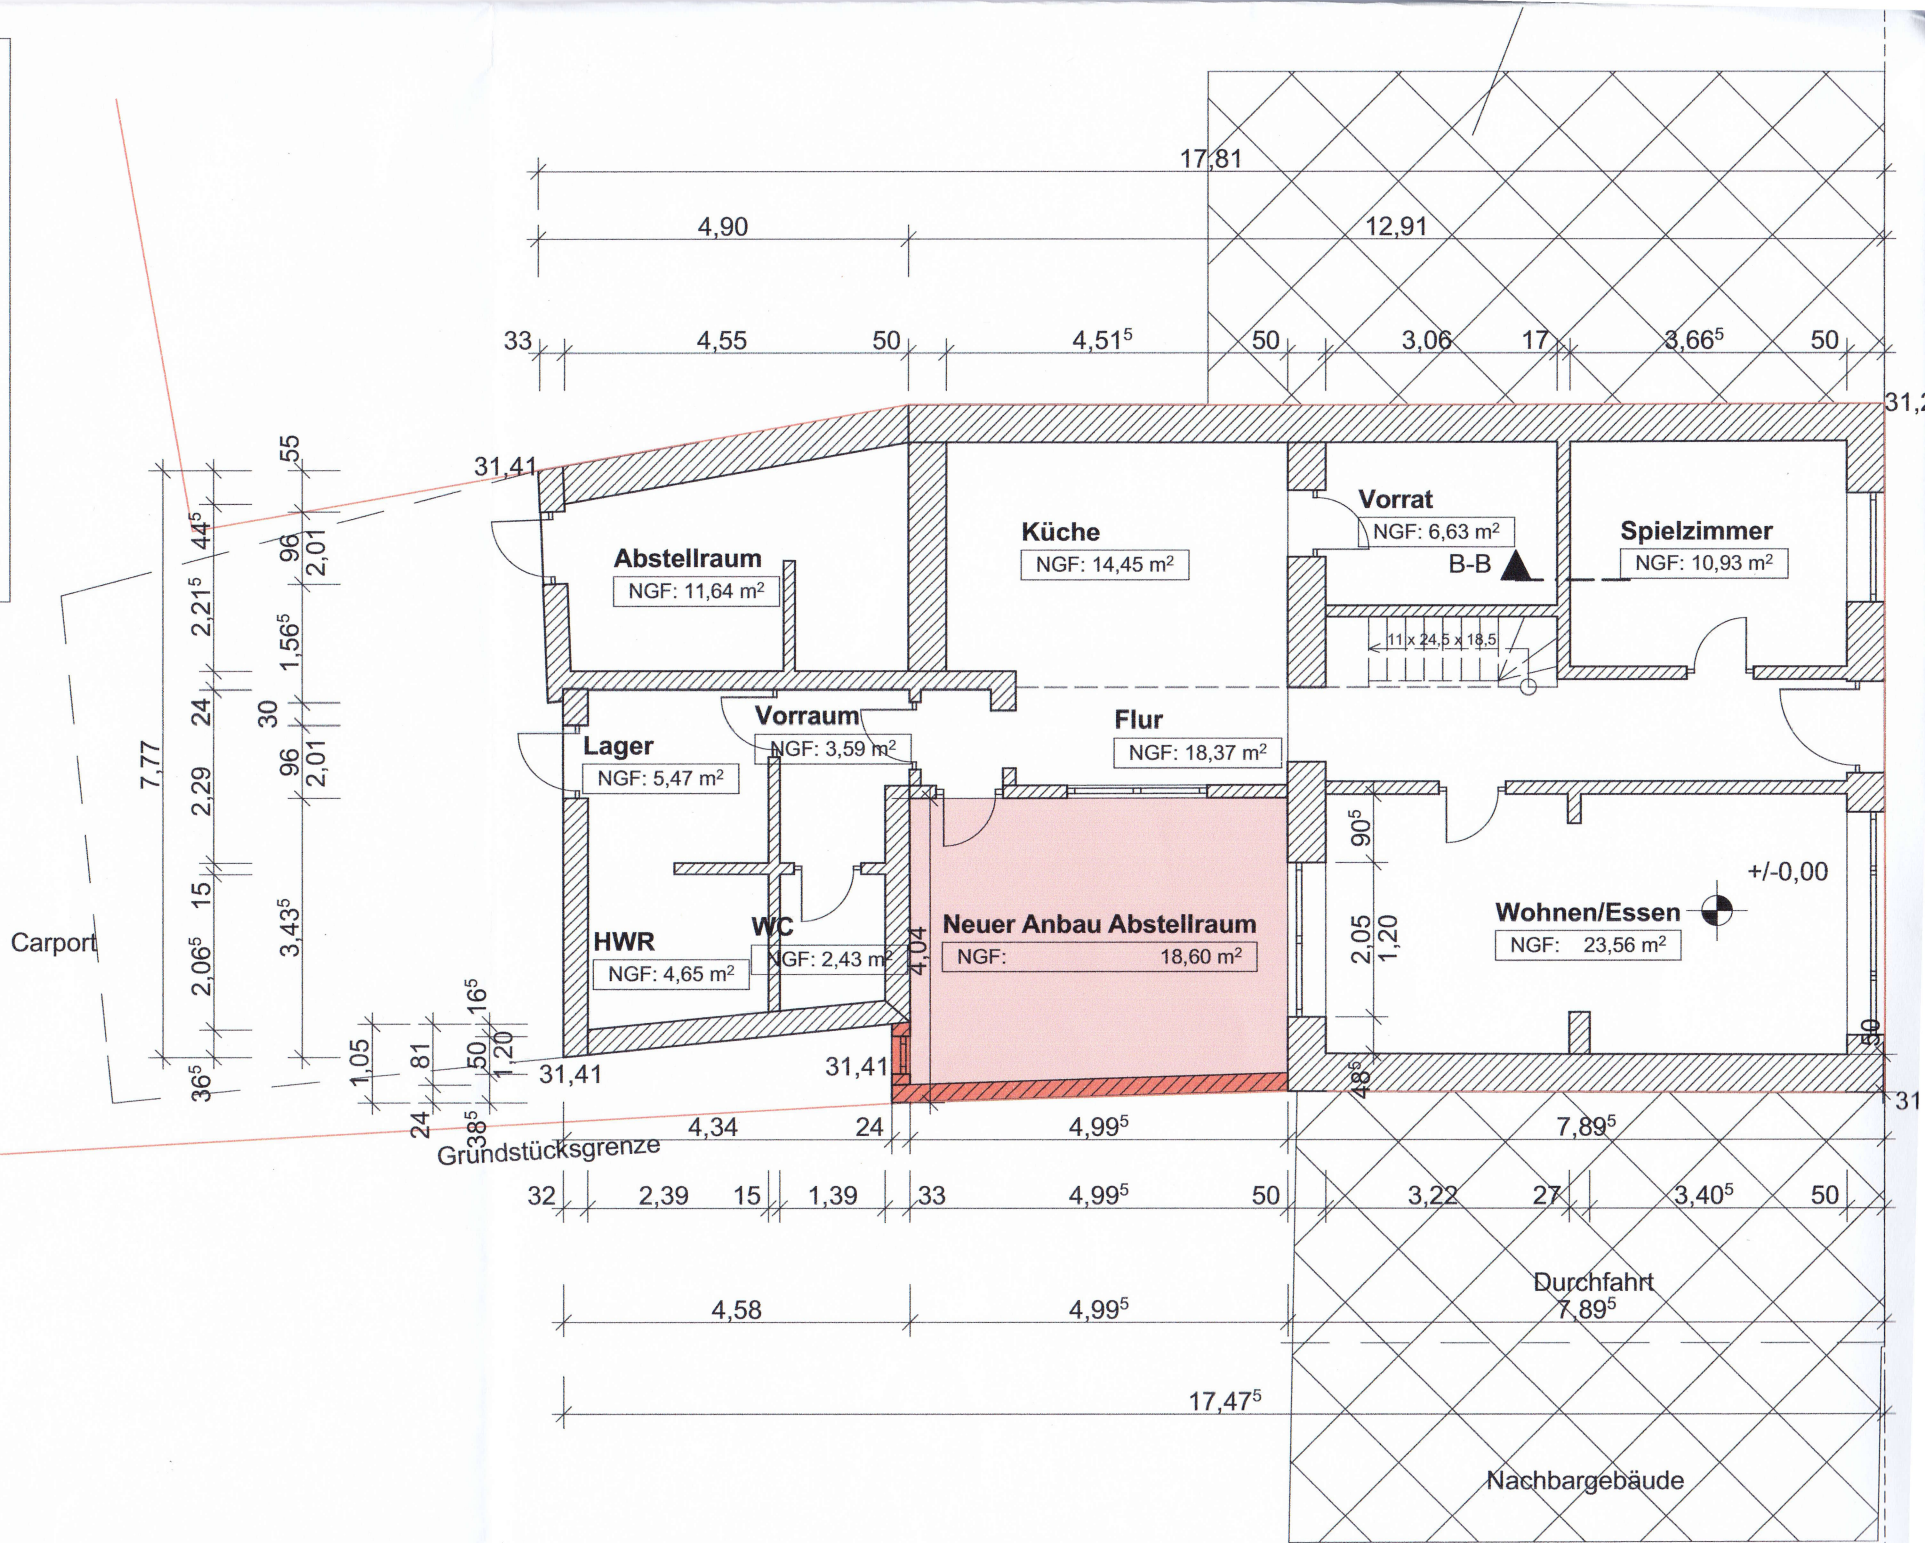 17,81
4,90
12,91
33
4,55
50
4,51⁵
50
3,06
17
3,66⁵
50
31,2
31,41
55
44⁵
96
2,01
2,21⁵
1,56⁵
24
30
7,77
2,29
96
2,01
15
3,43⁵
2,06⁵
36⁵
1,05
81
24
16⁵
50
1,20
38⁵
Carport
Abstellraum
NGF: 11,64 m²
Küche
NGF: 14,45 m²
Vorrat
NGF: 6,63 m²
B-B
Spielzimmer
NGF: 10,93 m²
11 x 24,5 x 18,5
Vorraum
NGF: 3,59 m²
Flur
NGF: 18,37 m²
Lager
NGF: 5,47 m²
90⁵
+/-0,00
2,05
1,20
48⁵
HWR
NGF: 4,65 m²
WC
NGF: 2,43 m²
4,04
Neuer Anbau Abstellraum
NGF: 18,60 m²
Wohnen/Essen
NGF: 23,56 m²
50
31,41
31,41
31
Grundstücksgrenze
4,34
24
4,99⁵
7,89⁵
32
2,39
15
1,39
33
4,99⁵
50
3,22
27
3,40⁵
50
4,58
4,99⁵
Durchfahrt
7,89⁵
17,47⁵
Nachbargebäude